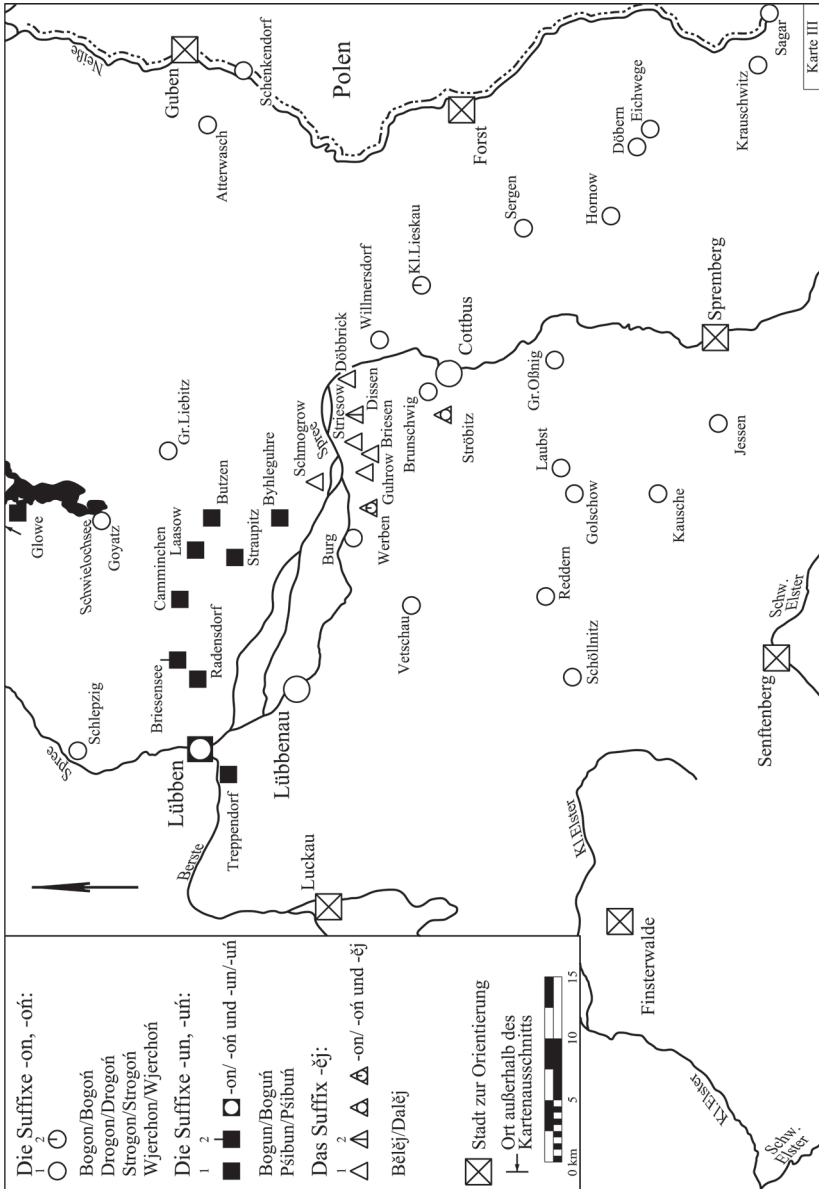 Die Suffixe -on, -oń:
1 2
Bogon/Bogoń
Drogon/Drogoń
Strogon/Strogoń
Wjerchon/Wjerchoń
Die Suffixe -un, -uń:
1 2
-on/ -oń und -un/-uń
Bogun/Boguń
Pśibun/Pśibuń
Das Suffix -ěj:
1 2
-on/ -oń und -ěj
Bělěj/Dalěj
Stadt zur Orientierung
Ort außerhalb des
Kartenausschnitts
0 km 5 10 15
Spree
Schlepzig
Briesensee
Radensdorf
Camminchen
Laasow
Butzen
Straupitz
Byhleguhre
Glowe
Schwielochsee
Goyatz
Gr.Liebitz
Neiße
Guben
Schenkendorf
Atterwasch
Polen
Lübben
Treppendorf
Berste
Luckau
Lübbenau
Schmogrow
Spree
Striesow
Döbbrick
Dissen
Briesen
Guhrow
Werben
Burg
Willmersdorf
Kl.Lieskau
Brunschwig
Cottbus
Ströbitz
Vetschau
Forst
Sergen
Hornow
Döbern
Eichwege
Krauschwitz
Sagar
Gr.Oßnig
Laubst
Golschow
Reddern
Schöllnitz
Kausche
Jessen
Spremberg
Senftenberg
Schw.
Elster
Kl.Elster
Finsterwalde
Kl.Elster
Schw.
Elster
Karte III